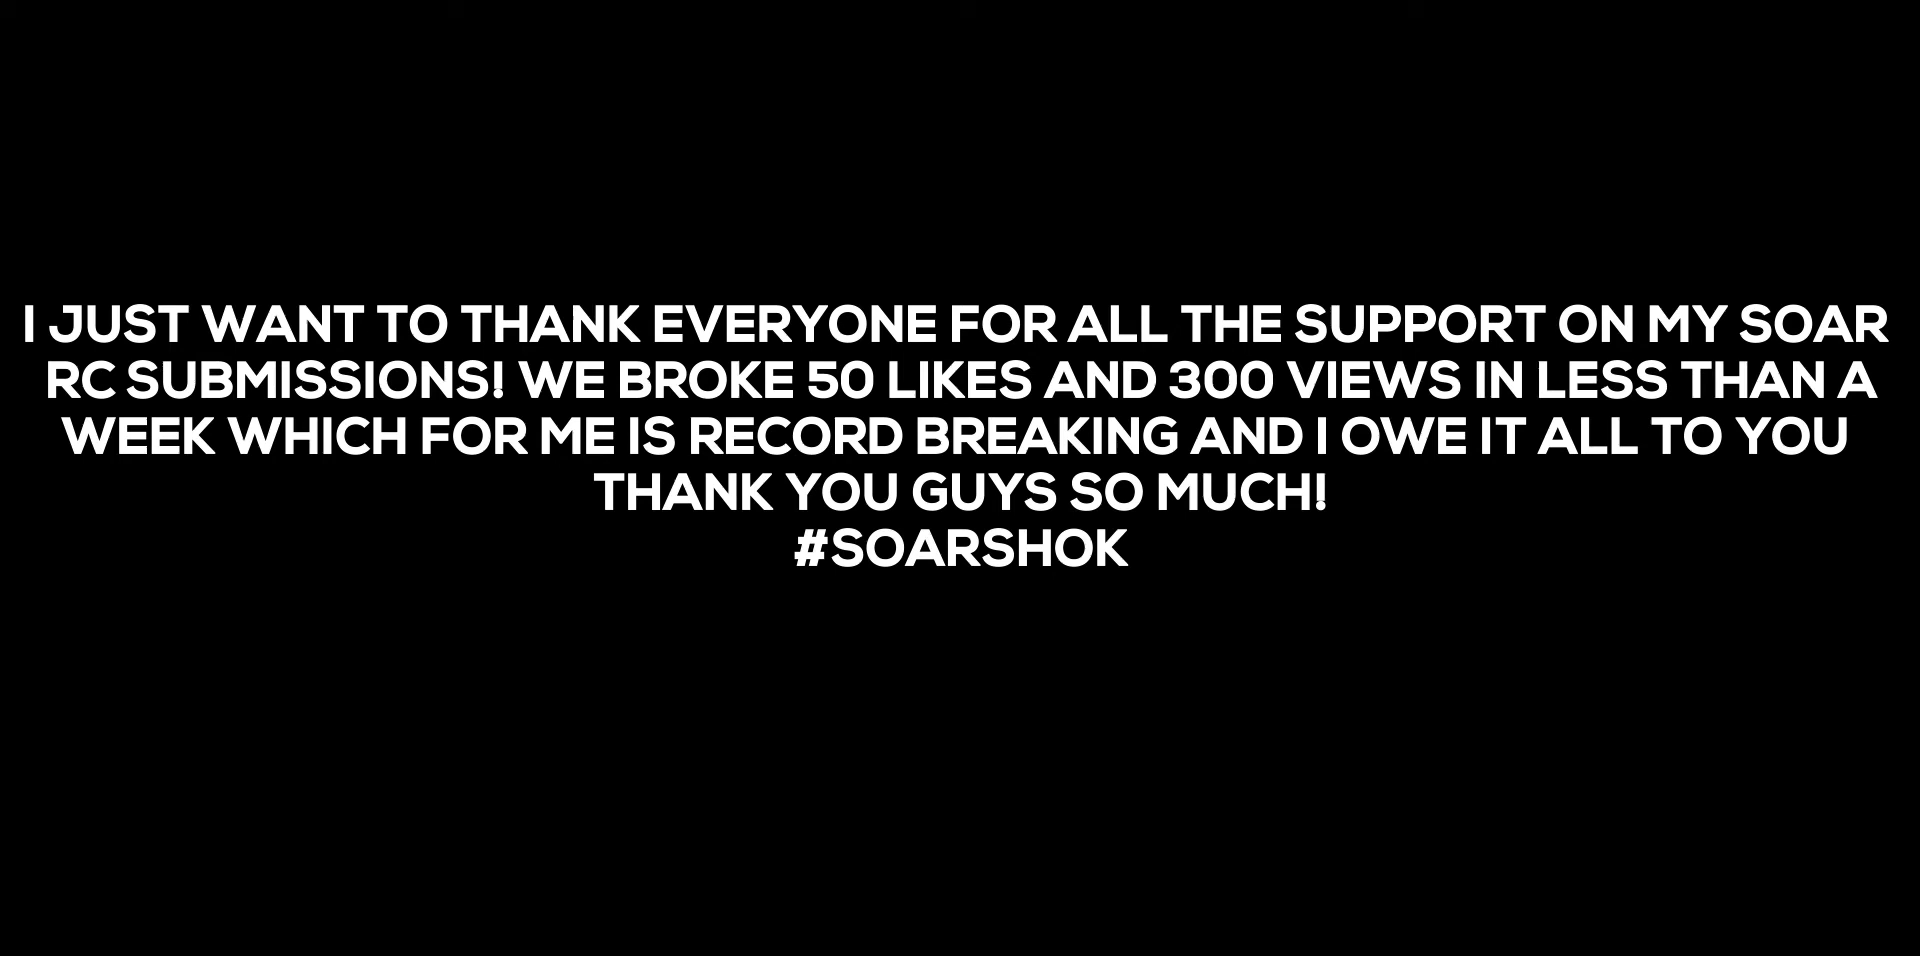 I JUST WANT TO THANK EVERYONE FOR ALL THE SUPPORT ON MY SOAR
RC SUBMISSIONS! WE BROKE 50 LIKES AND 300 VIEWS IN LESS THAN A
WEEK WHICH FOR ME IS RECORD BREAKING AND I OWE IT ALL TO YOU
THANK YOU GUYS SO MUCH!
#SOARSHOK